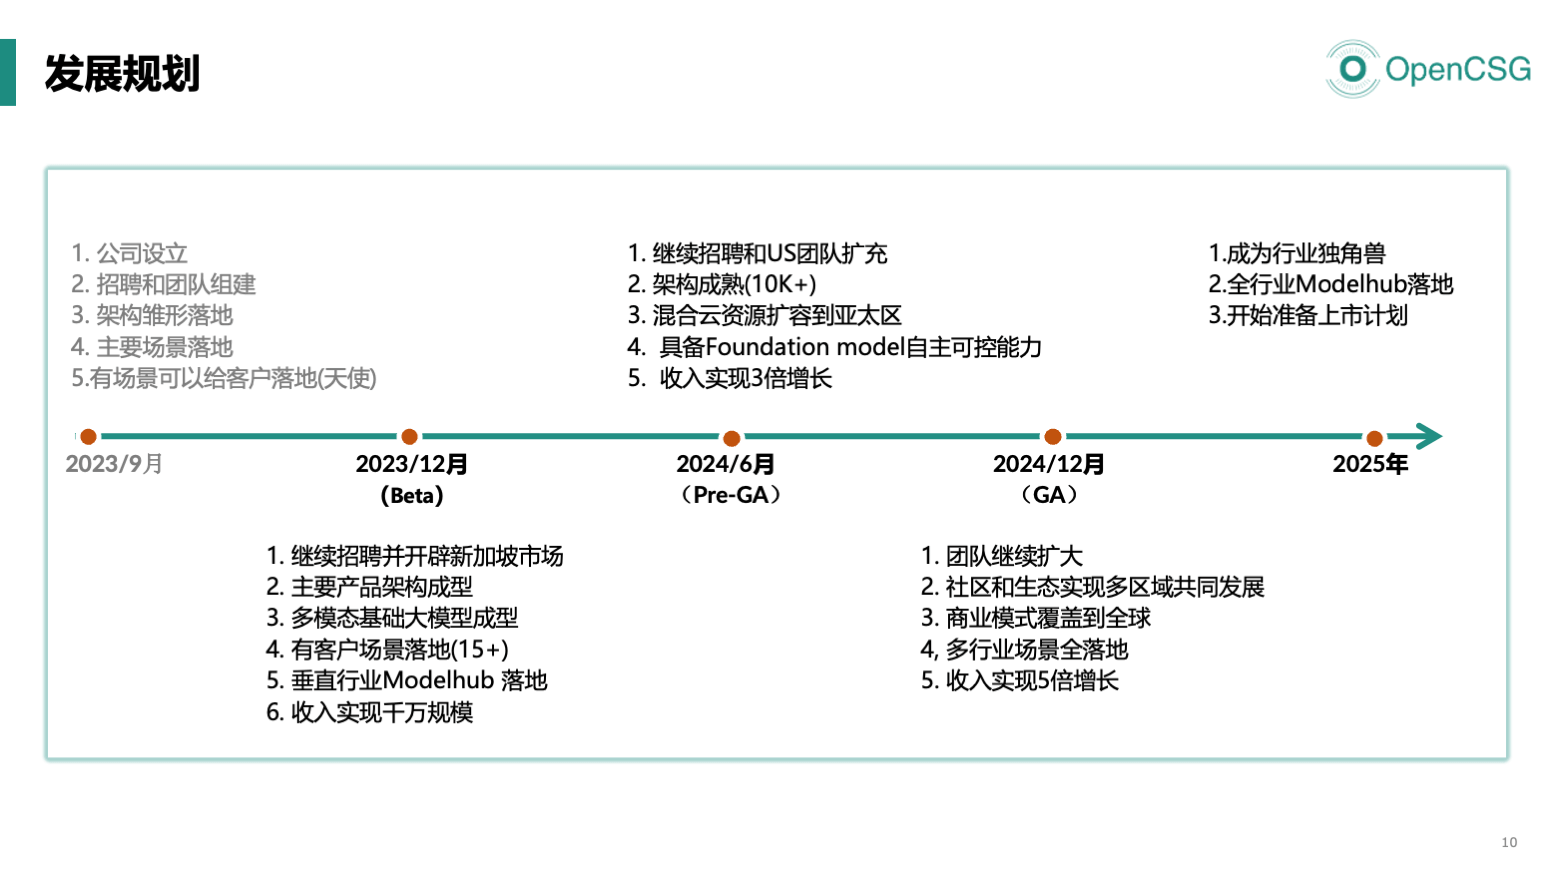 发展规划
OpenCSG
1. 公司设立
2. 招聘和团队组建
3. 架构雏形落地
4. 主要场景落地
5.有场景可以给客户落地(天使)
1. 继续招聘和US团队扩充
2. 架构成熟(10K+)
3. 混合云资源扩容到亚太区
4. 具备Foundation model自主可控能力
5. 收入实现3倍增长
1.成为行业独角兽
2.全行业Modelhub落地
3.开始准备上市计划
2023/9月
2023/12月
(Beta)
2024/6月
（Pre-GA）
2024/12月
（GA）
2025年
1. 继续招聘并开辟新加坡市场
2. 主要产品架构成型
3. 多模态基础大模型成型
4. 有客户场景落地(15+)
5. 垂直行业Modelhub 落地
6. 收入实现千万规模
1. 团队继续扩大
2. 社区和生态实现多区域共同发展
3. 商业模式覆盖到全球
4, 多行业场景全落地
5. 收入实现5倍增长
10